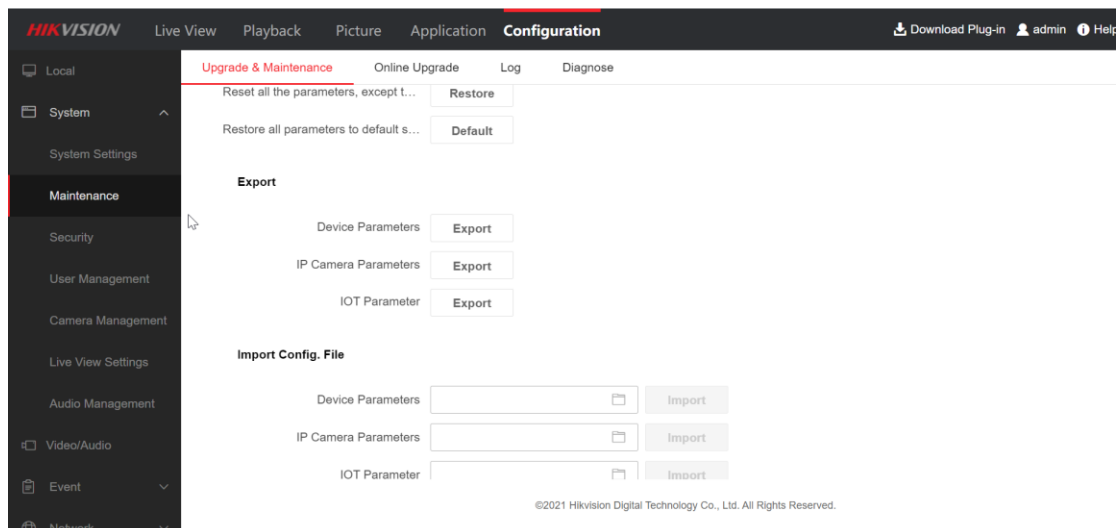 HIKVISION Live View Playback Picture Application Configuration Download Plug-in admin Help
Local
System
System Settings
Maintenance
Security
User Management
Camera Management
Live View Settings
Audio Management
Video/Audio
Event
Network
Upgrade & Maintenance Online Upgrade Log Diagnose
Reset all the parameters, except t... Restore
Restore all parameters to default s... Default
Export
Device Parameters Export
IP Camera Parameters Export
IOT Parameter Export
Import Config. File
Device Parameters Import
IP Camera Parameters Import
IOT Parameter Import
©2021 Hikvision Digital Technology Co., Ltd. All Rights Reserved.